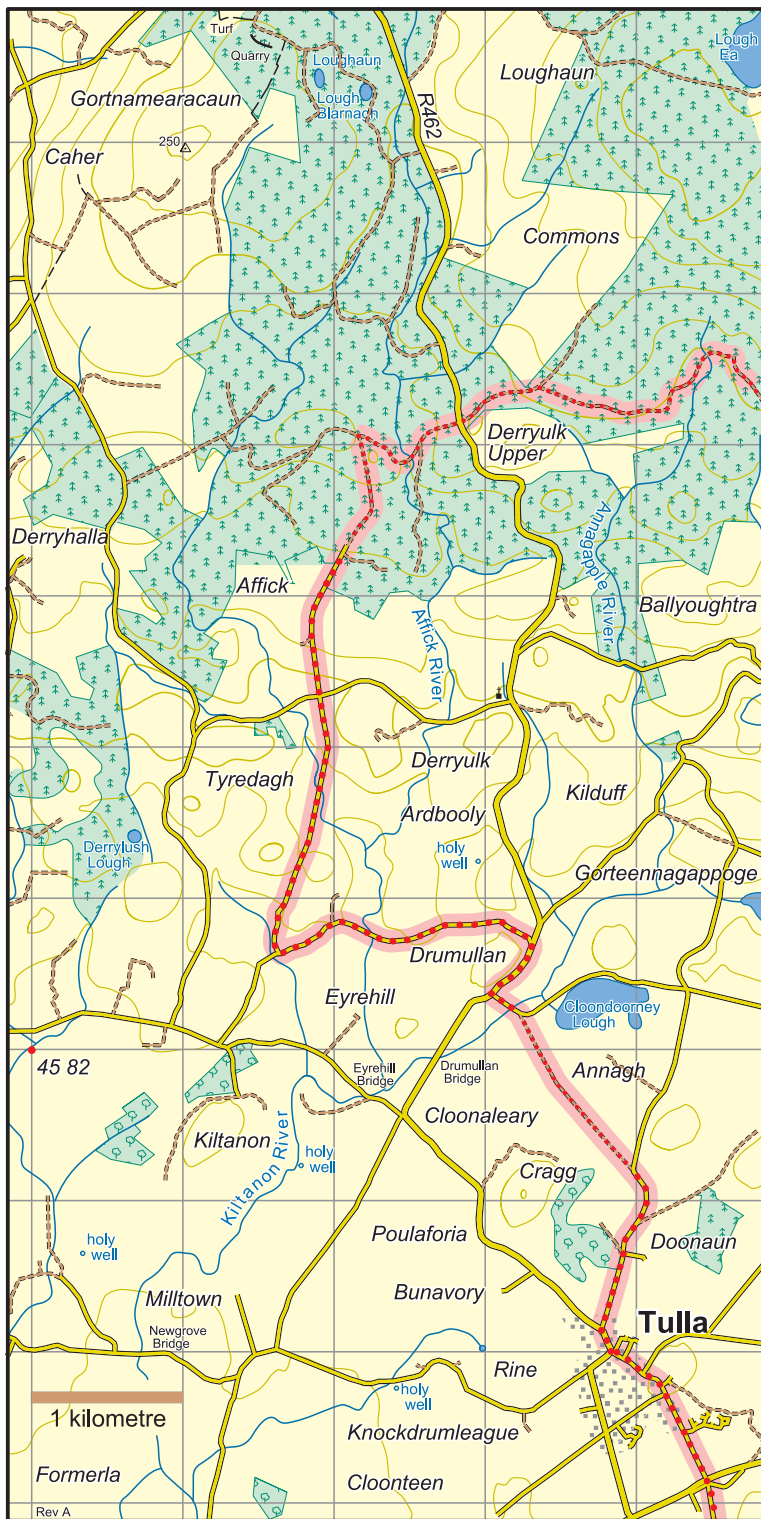 Turf
Quarry
Loughaun
Lough
Ea
Loughaun
Gortnamearacaun
Lough
Blarnagh
R462
250
Caher
Commons
Derryulk
Upper
Annagapple River
Derryhalla
Affick
Ballyoughtra
Affick River
Derryulk
Tyredagh
Kilduff
Ardbooly
Derrylush
Lough
holy
well
Gorteennagappoge
Drumullan
Eyrehill
Cloondoorney
Lough
45 82
Eyrehill
Bridge
Drumullan
Bridge
Annagh
Cloonaleary
Kiltanon
Kiltanon River
holy
well
Cragg
Poulaforia
holy
well
Doonaun
Milltown
Bunavory
Newgrove
Bridge
Tulla
Rine
1 kilometre
holy
well
Knockdrumleague
Formerla
Cloonteen
Rev A